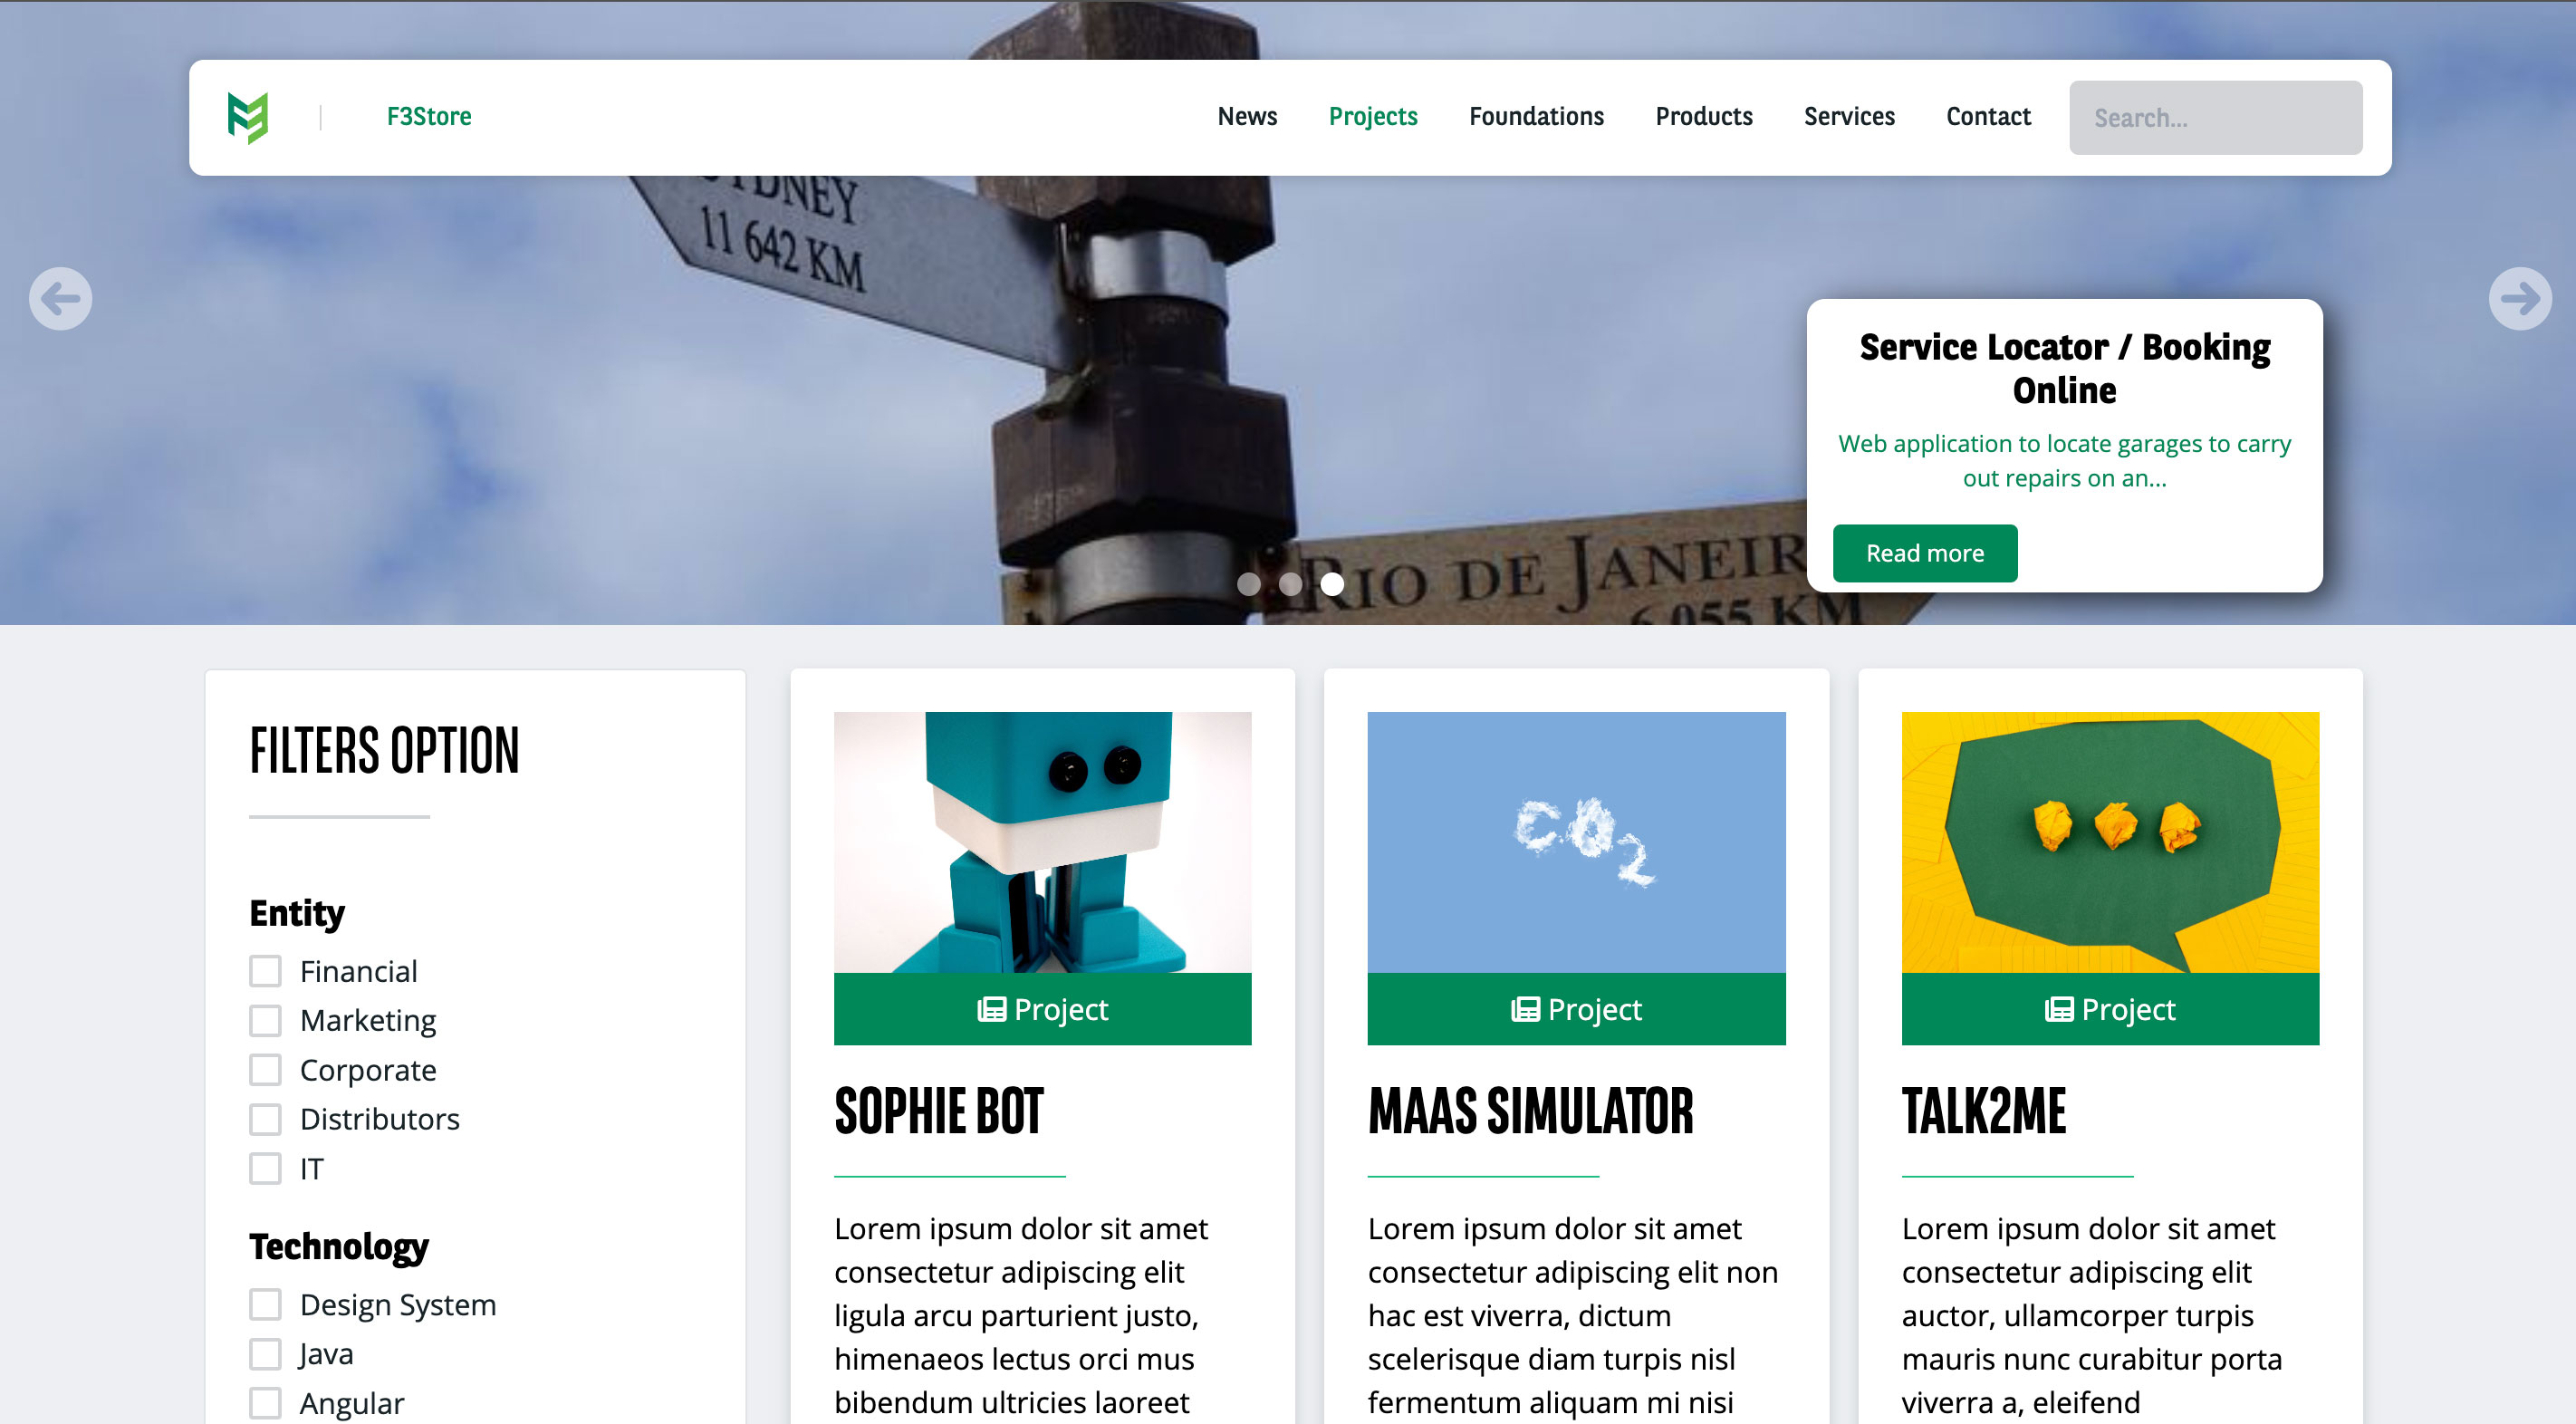 F3Store
News
Projects
Foundations
Products
Services
Contact
Search...
11 642 KM
Service Locator / Booking
Online
Web application to locate garages to carry
out repairs on an...
Read more
RIO DE JANEIR
6 055 KM
FILTERS OPTION
Entity
Financial
Marketing
Corporate
Distributors
IT
Technology
Design System
Java
Angular
CO2
Project
SOPHIE BOT
Lorem ipsum dolor sit amet
consectetur adipiscing elit
ligula arcu parturient justo,
himenaeos lectus orci mus
bibendum ultricies laoreet
Project
MAAS SIMULATOR
Lorem ipsum dolor sit amet
consectetur adipiscing elit non
hac est viverra, dictum
scelerisque diam turpis nisl
fermentum aliquam mi nisi
Project
TALK2ME
Lorem ipsum dolor sit amet
consectetur adipiscing elit
auctor, ullamcorper turpis
mauris nunc curabitur porta
viverra a, eleifend